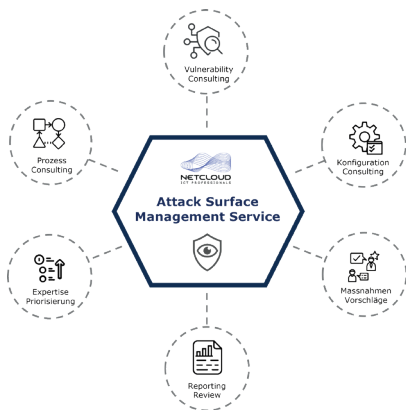 Vulnerability
Consulting
Prozess
Consulting
Konfiguration
Consulting
NETCLOUD
ICT PROFESSIONALS
Attack Surface
Management Service
Expertise
Priorisierung
Massnahmen
Vorschläge
Reporting
Review